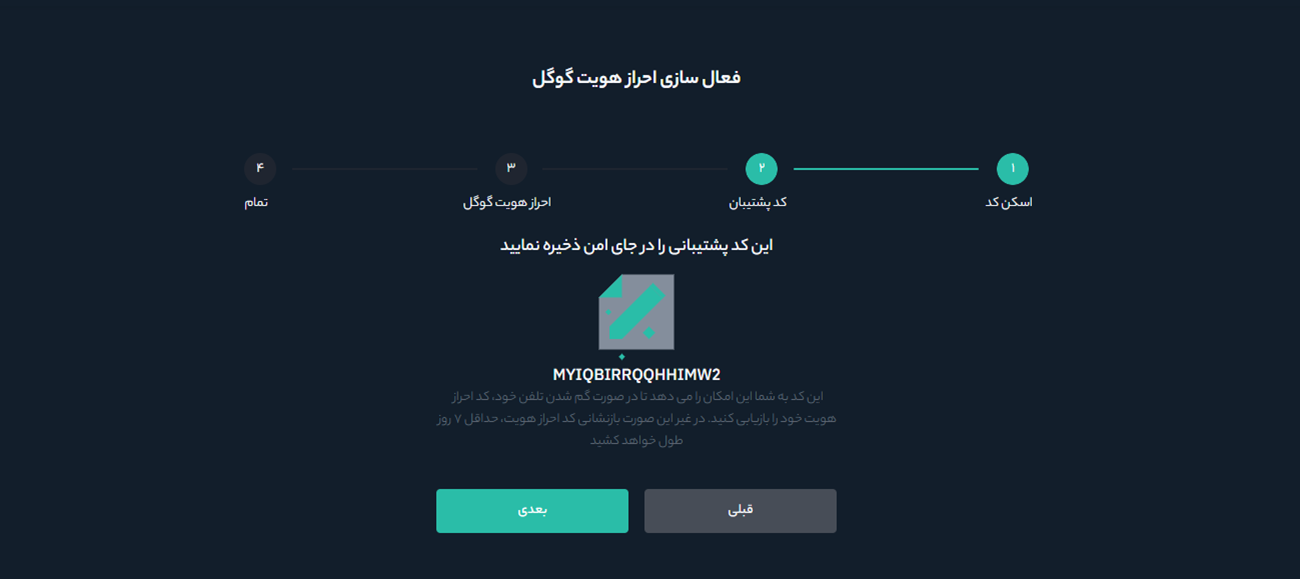 فعال سازی احراز هویت گوگل
۱
۲
۳
۴
اسکن کد
کد پشتیبان
احراز هویت گوگل
تمام
این کد پشتیبانی را در جای امن ذخیره نمایید
MYIQBIRRQQHHIMW2
این کد به شما این امکان را می دهد تا در صورت گم شدن تلفن خود، کد احراز
هویت خود را بازیابی کنید. در غیر این صورت بازنشانی کد احراز هویت، حداقل ۷ روز
طول خواهد کشید
قبلی
بعدی